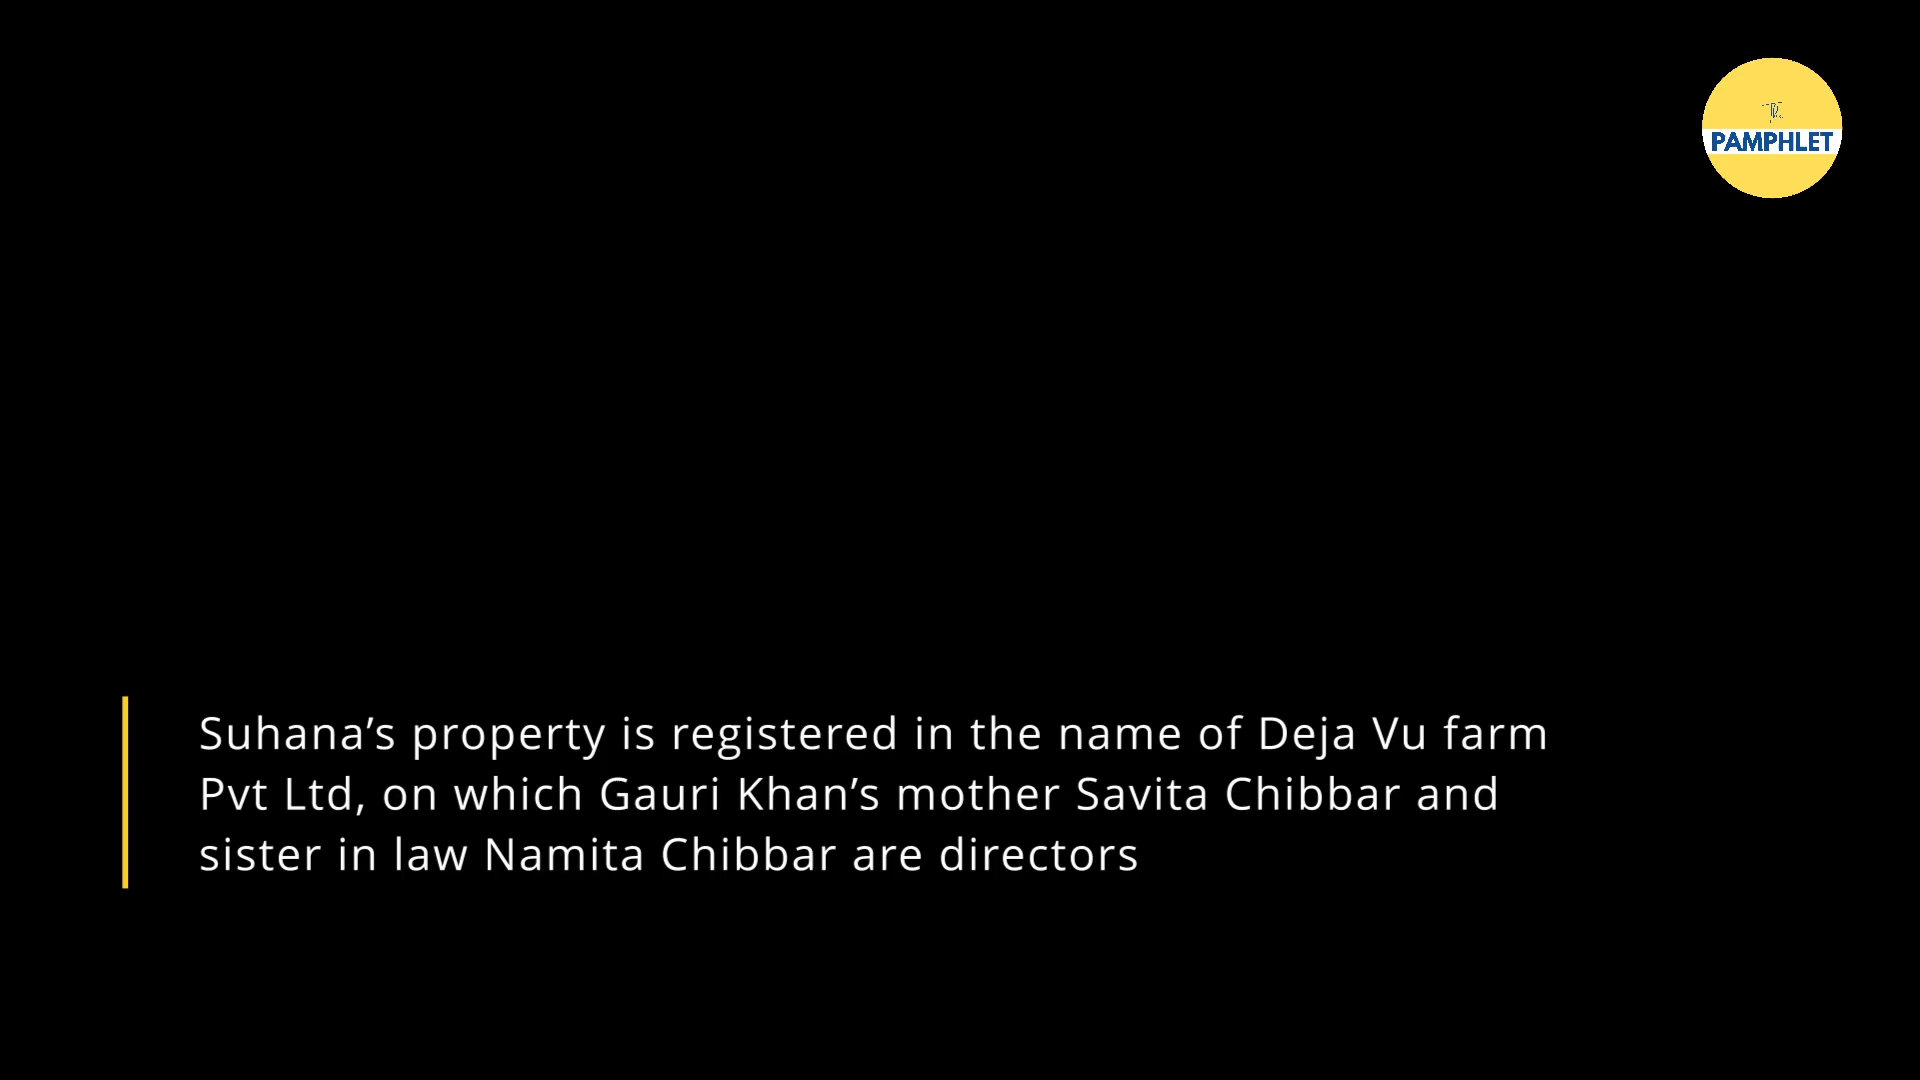 PAMPHLET
Suhana’s property is registered in the name of Deja Vu farm
Pvt Ltd, on which Gauri Khan’s mother Savita Chibbar and
sister in law Namita Chibbar are directors